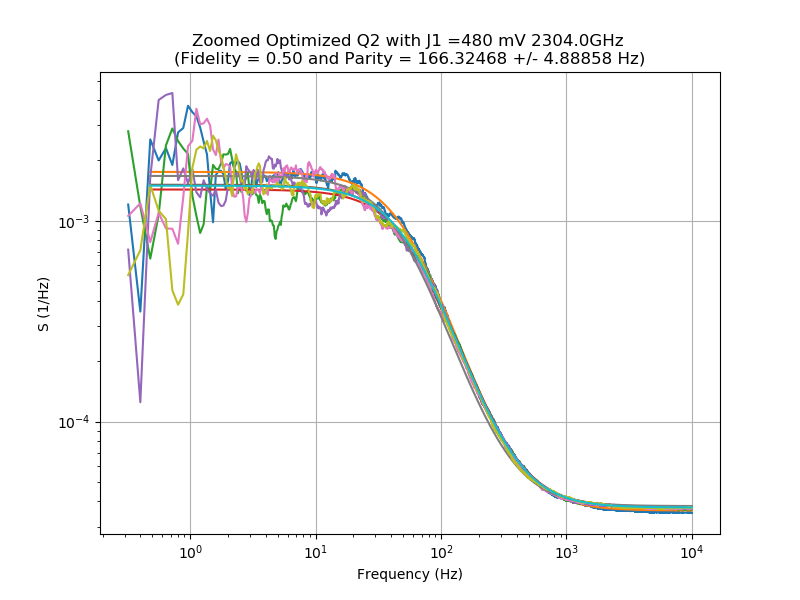 Zoomed Optimized Q2 with J1 =480 mV 2304.0GHz
(Fidelity = 0.50 and Parity = 166.32468 +/- 4.88858 Hz)
S (1/Hz)
10⁻³
10⁻⁴
10⁰ 10¹ 10² 10³ 10⁴
Frequency (Hz)